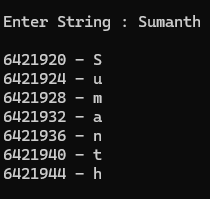 Enter String : Sumanth
6421920 - S
6421924 - u
6421928 - m
6421932 - a
6421936 - n
6421940 - t
6421944 - h